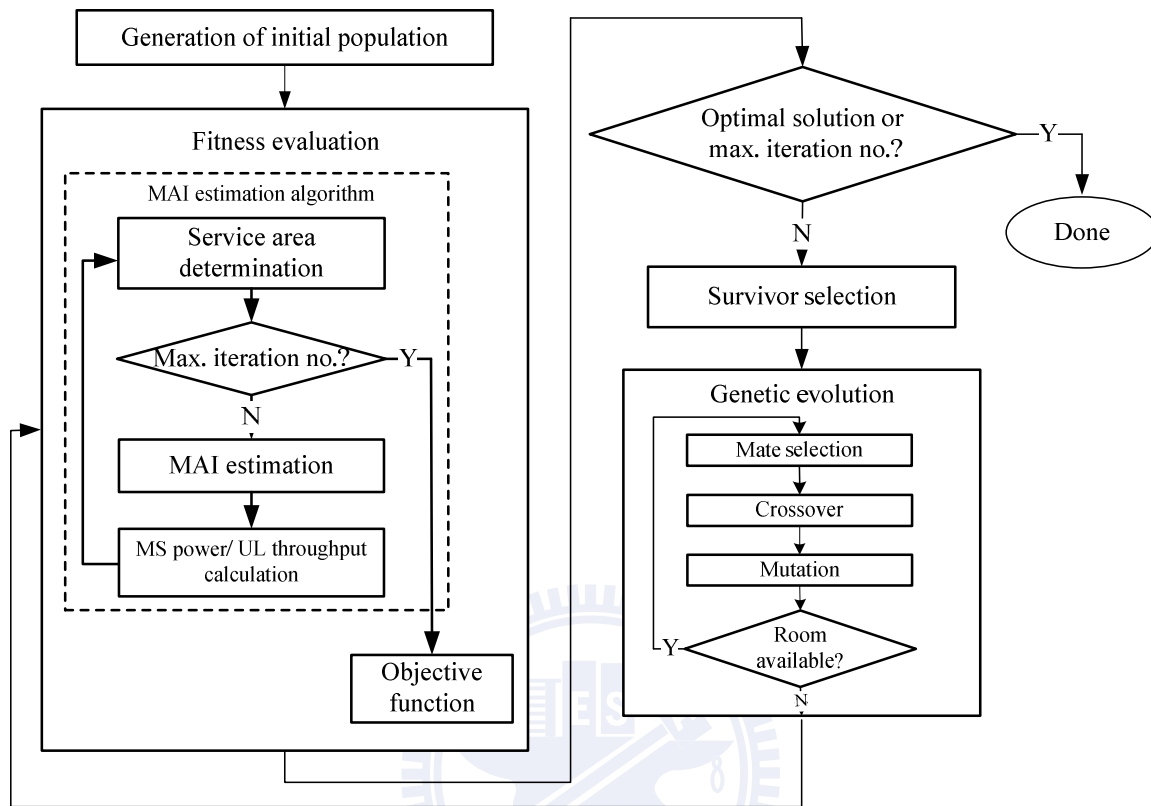 Generation of initial population
Fitness evaluation
MAI estimation algorithm
Service area
determination
Max. iteration no.?
Y
N
MAI estimation
MS power/ UL throughput
calculation
Objective
function
Optimal solution or
max. iteration no.?
Y
Done
N
Survivor selection
Genetic evolution
Mate selection
Crossover
Mutation
Room
available?
Y
N
ES
8